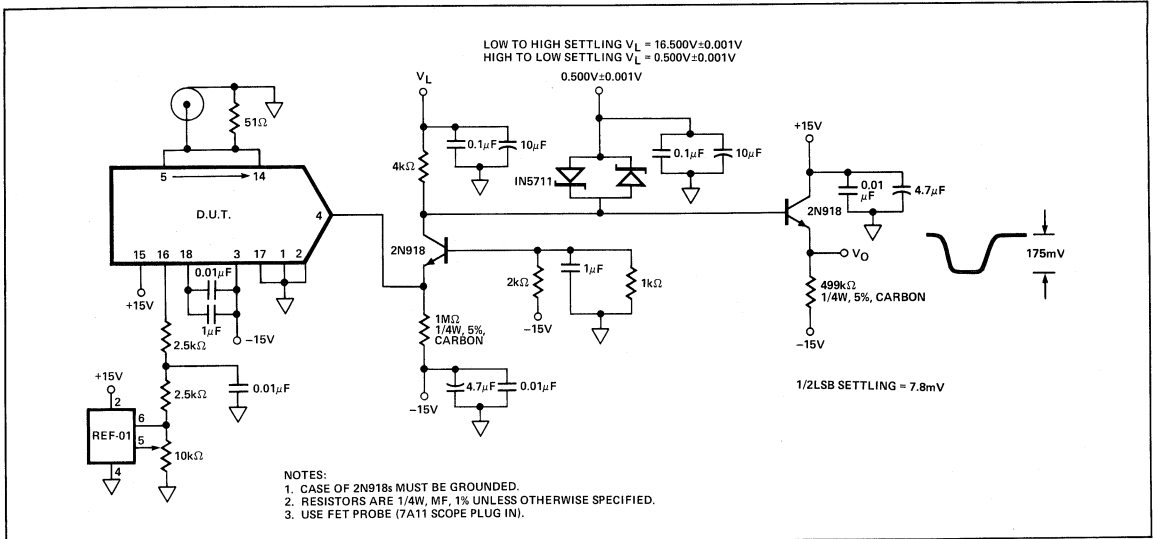 LOW TO HIGH SETTLING VL = 16.500V±0.001V
HIGH TO LOW SETTLING VL = 0.500V±0.001V
0.500V±0.001V
VL
51Ω
0.1μF
10μF
4kΩ
IN5711
0.1μF
10μF
+15V
0.01
μF
4.7μF
2N918
5
14
D.U.T.
4
15
16
18
3
17
1
2
0.01μF
1μF
+15V
−15V
2N918
2kΩ
1μF
1kΩ
−15V
VO
175mV
499kΩ
1/4W, 5%, CARBON
−15V
1MΩ
1/4W, 5%,
CARBON
4.7μF
0.01μF
−15V
1/2LSB SETTLING = 7.8mV
2.5kΩ
0.01μF
2.5kΩ
+15V
2
6
REF-01
5
10kΩ
4
NOTES:
1. CASE OF 2N918s MUST BE GROUNDED.
2. RESISTORS ARE 1/4W, MF, 1% UNLESS OTHERWISE SPECIFIED.
3. USE FET PROBE (7A11 SCOPE PLUG IN).